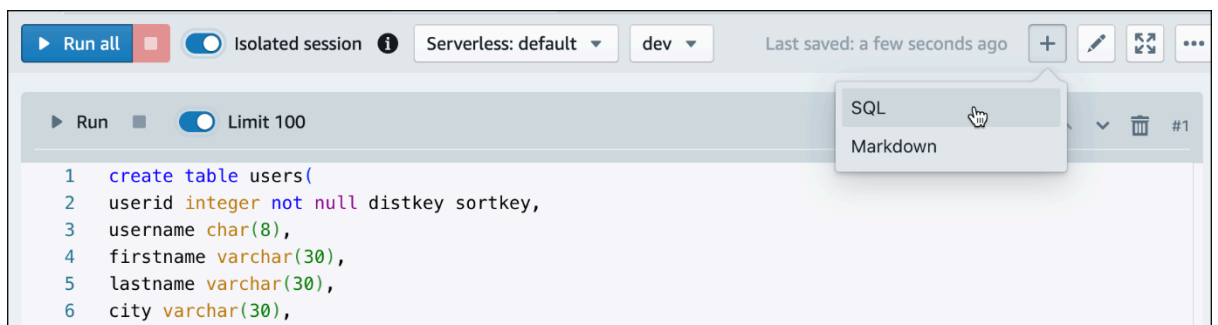 Run all Isolated session i Serverless: default dev Last saved: a few seconds ago
SQL
Run Limit 100 #1
Markdown
1 create table users(
2 userid integer not null distkey sortkey,
3 username char(8),
4 firstname varchar(30),
5 lastname varchar(30),
6 city varchar(30),